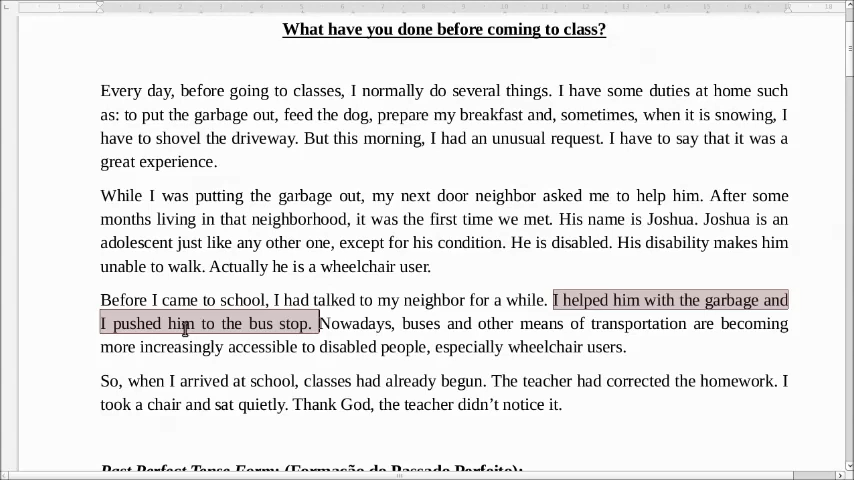 What have you done before coming to class?
Every day, before going to classes, I normally do several things. I have some duties at home such
as: to put the garbage out, feed the dog, prepare my breakfast and, sometimes, when it is snowing, I
have to shovel the driveway. But this morning, I had an unusual request. I have to say that it was a
great experience.
While I was putting the garbage out, my next door neighbor asked me to help him. After some
months living in that neighborhood, it was the first time we met. His name is Joshua. Joshua is an
adolescent just like any other one, except for his condition. He is disabled. His disability makes him
unable to walk. Actually he is a wheelchair user.
Before I came to school, I had talked to my neighbor for a while. I helped him with the garbage and
I pushed him to the bus stop. Nowadays, buses and other means of transportation are becoming
more increasingly accessible to disabled people, especially wheelchair users.
So, when I arrived at school, classes had already begun. The teacher had corrected the homework. I
took a chair and sat quietly. Thank God, the teacher didn’t notice it.
Past Perfect Tense Form: (Formação do Passado Perfeito):